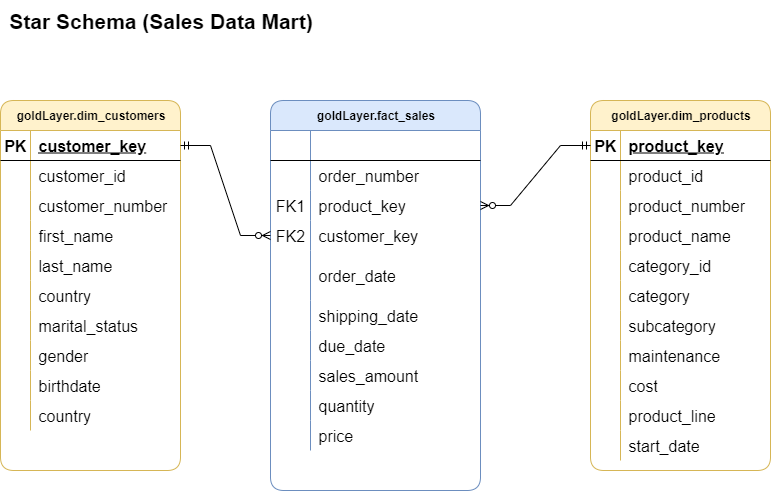 Star Schema (Sales Data Mart)
goldLayer.dim_customers
PK customer_key
customer_id
customer_number
first_name
last_name
country
marital_status
gender
birthdate
country
goldLayer.fact_sales
order_number
FK1 product_key
FK2 customer_key
order_date
shipping_date
due_date
sales_amount
quantity
price
goldLayer.dim_products
PK product_key
product_id
product_number
product_name
category_id
category
subcategory
maintenance
cost
product_line
start_date